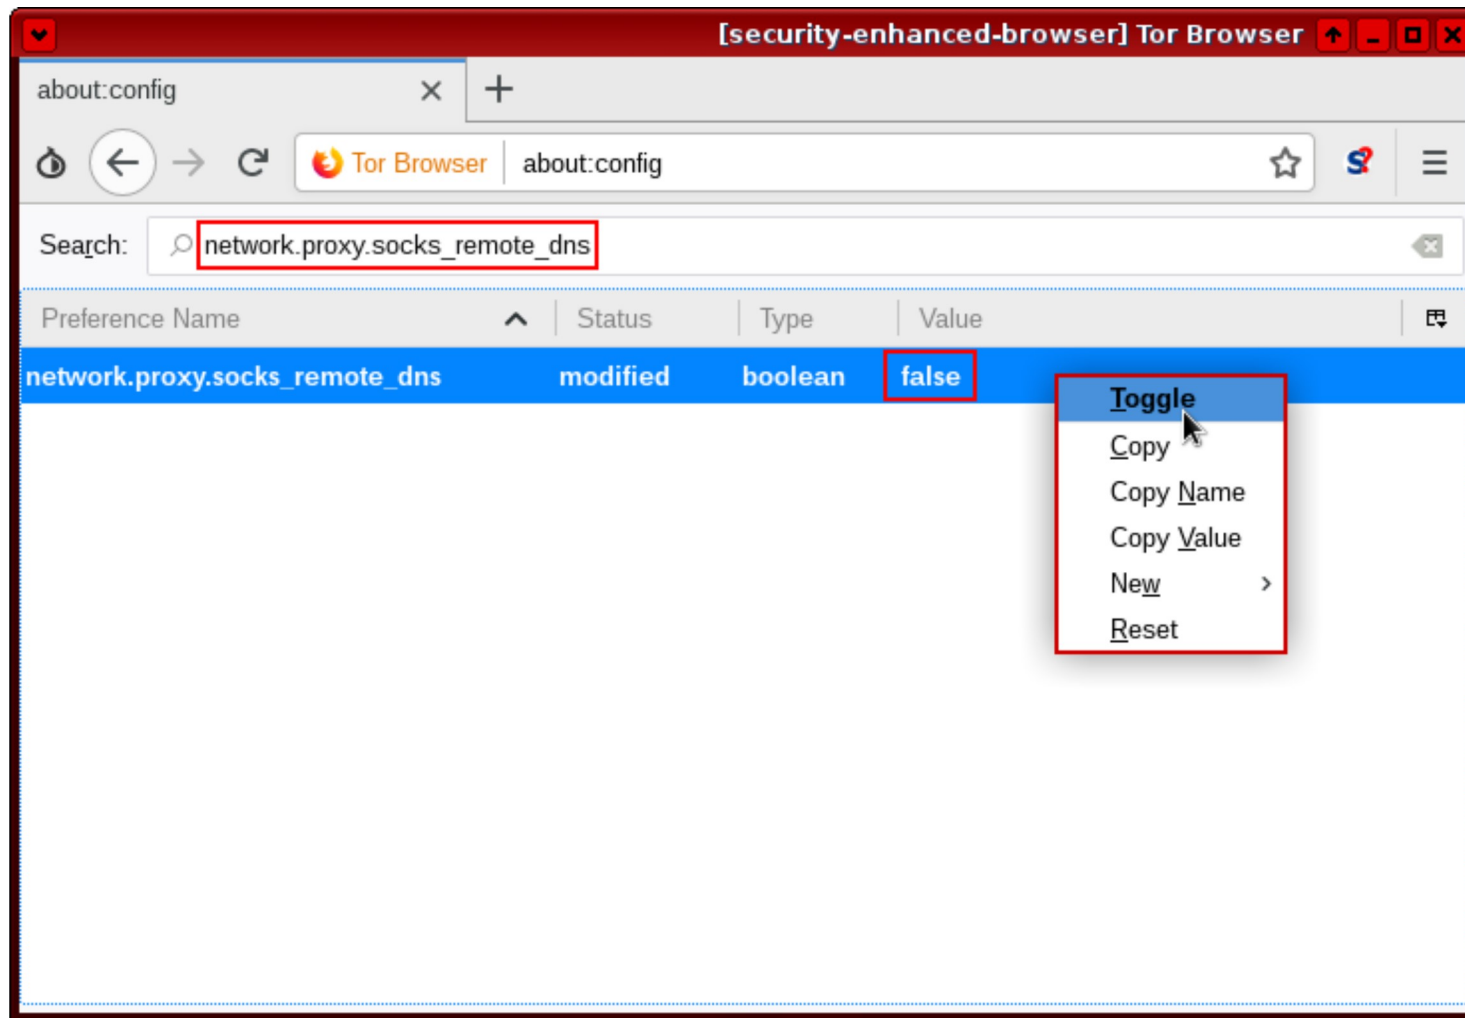 [security-enhanced-browser] Tor Browser
about:config
Tor Browser about:config
Search: network.proxy.socks_remote_dns
Preference Name Status Type Value
network.proxy.socks_remote_dns modified boolean false
Toggle
Copy
Copy Name
Copy Value
New
Reset